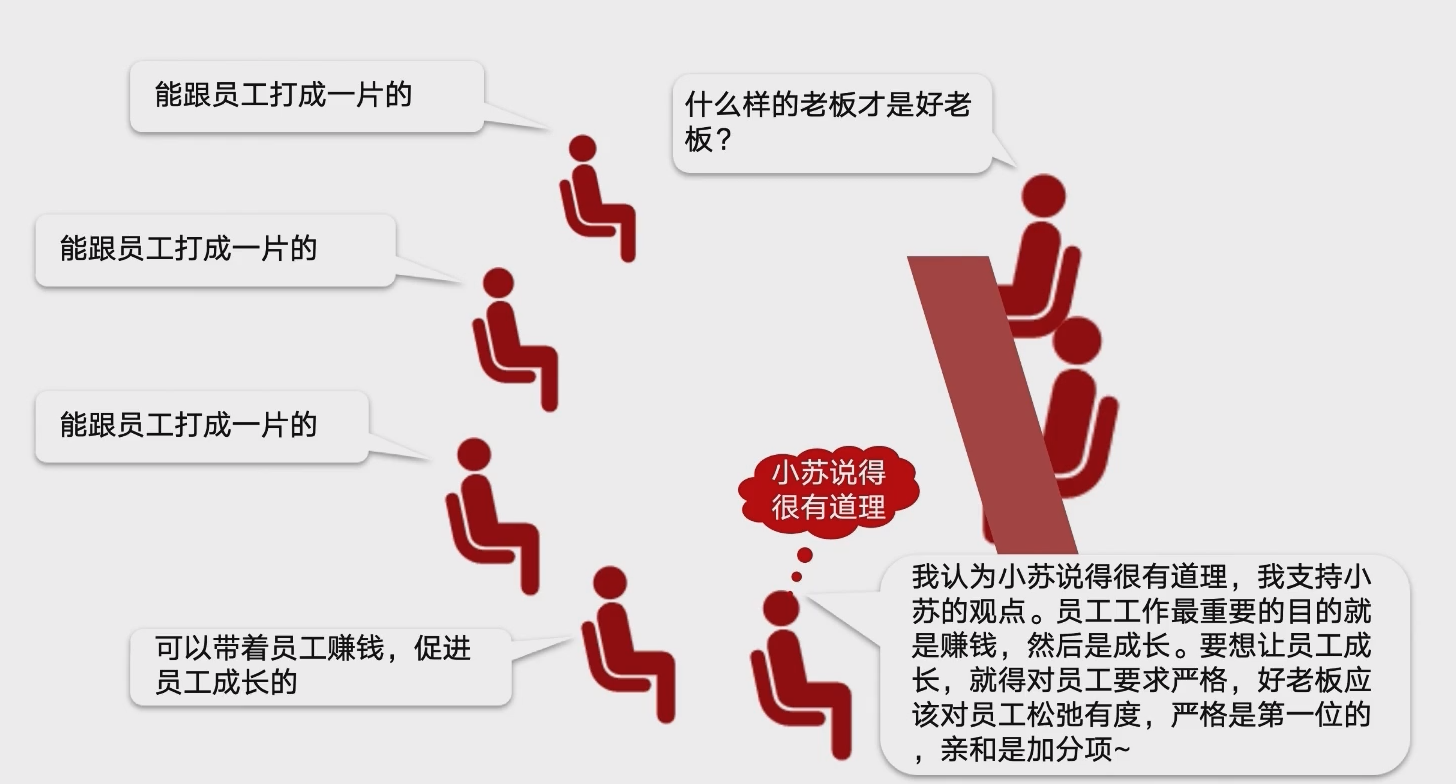 能跟员工打成一片的
什么样的老板才是好老
板？
能跟员工打成一片的
能跟员工打成一片的
小苏说得
很有道理
可以带着员工赚钱，促进
员工成长的
我认为小苏说得很有道理，我支持小
苏的观点。员工工作最重要的目的就
是赚钱，然后是成长。要想让员工成
长，就得对员工要求严格，好老板应
该对员工松弛有度，严格是第一位的
，亲和是加分项~